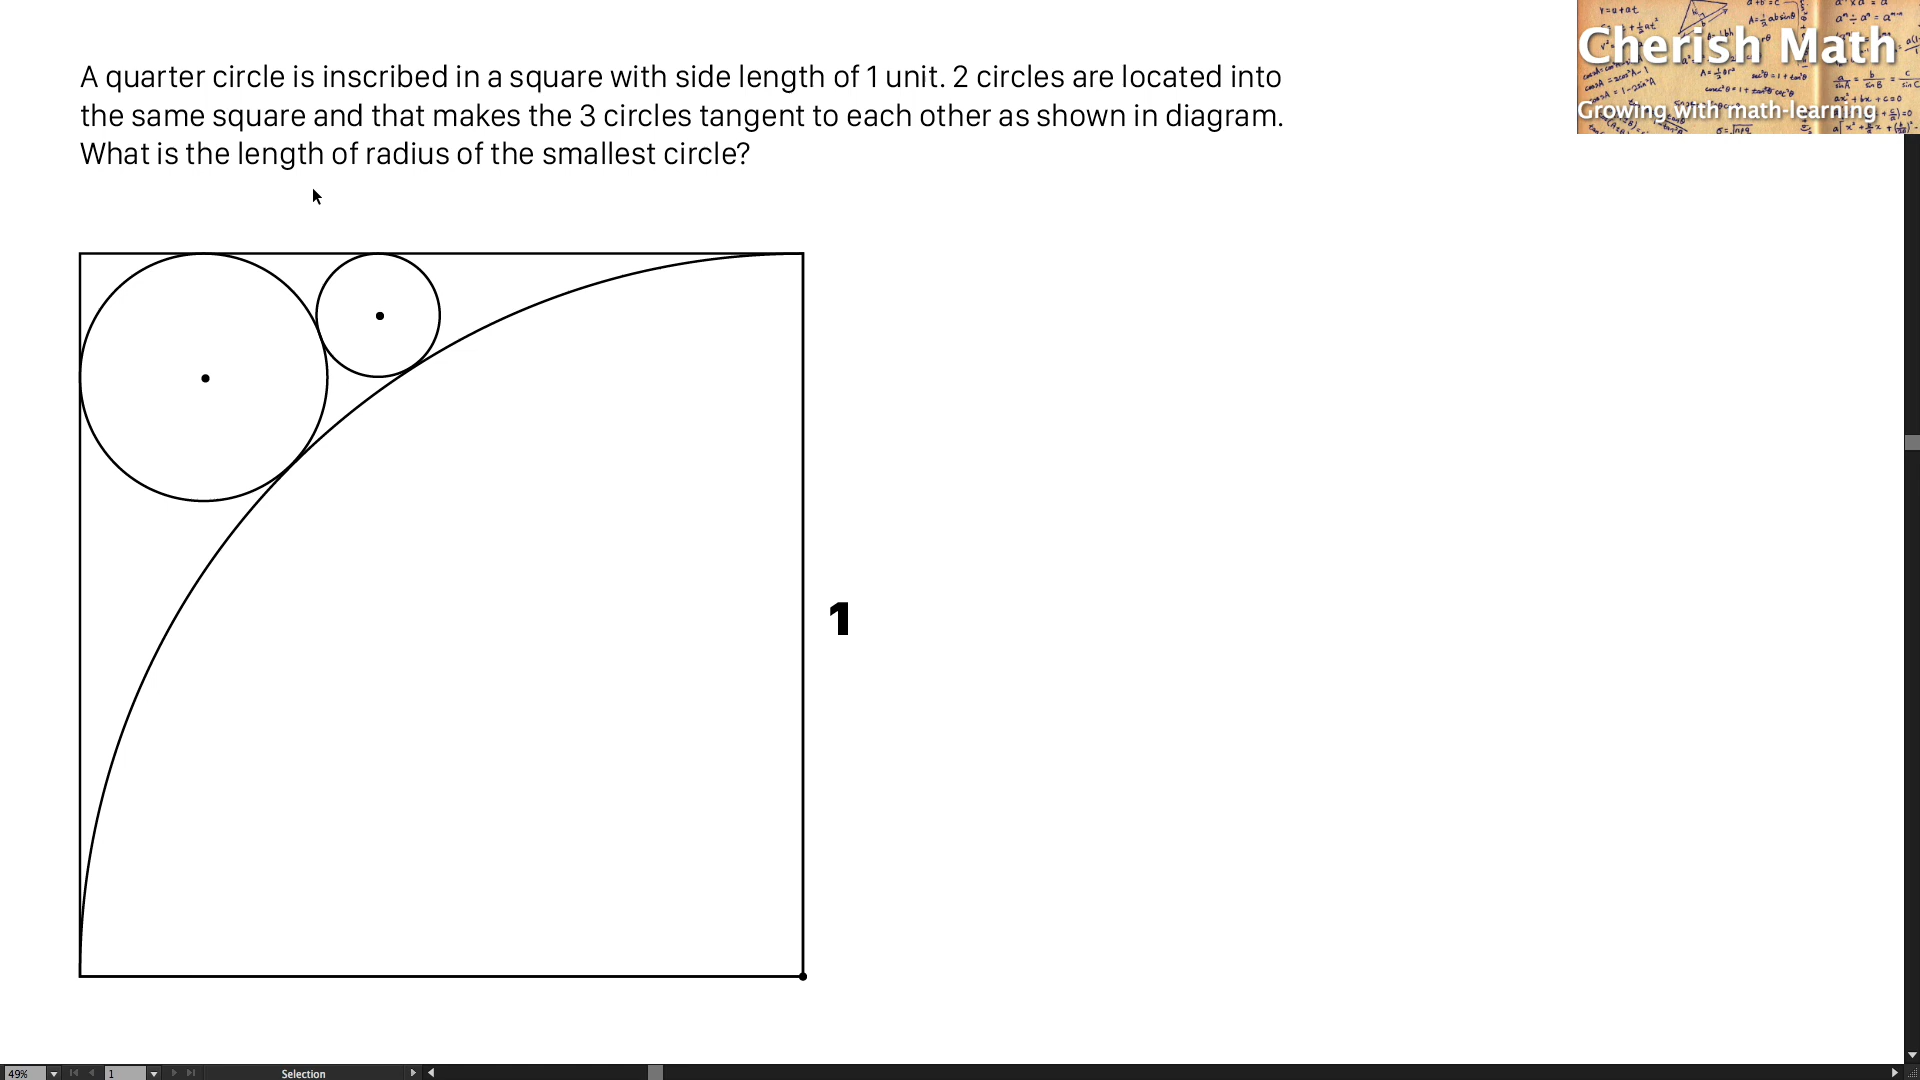 A quarter circle is inscribed in a square with side length of 1 unit. 2 circles are located into
the same square and that makes the 3 circles tangent to each other as shown in diagram.
What is the length of radius of the smallest circle?
Cherish Math
Growing with math-learning
1
49%
1
Selection